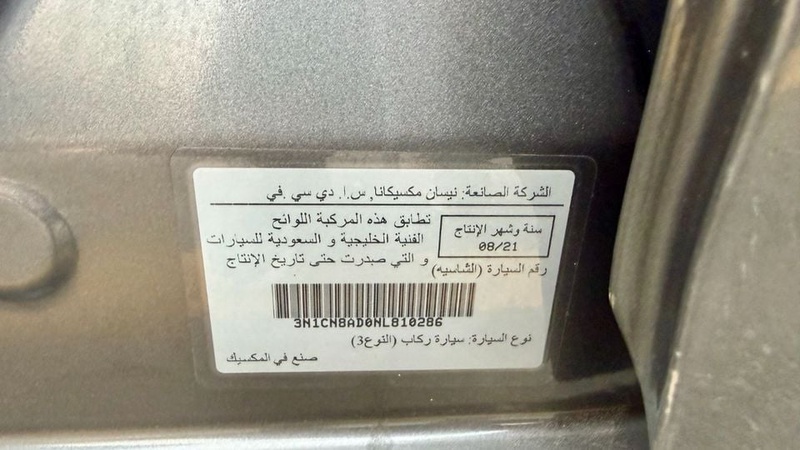 الشركة الصانعة: نيسان مكسيكانا, س.ا. دي سي .في
سنة وشهر الإنتاج
08/21
تطابق هذه المركبة اللوائح
الفنية الخليجية و السعودية للسيارات
و التي صدرت حتى تاريخ الإنتاج
رقم السيارة (الشاسيه)
3N1CN8AD0NL810286
نوع السيارة: سيارة ركاب (النوع3)
صنع في المكسيك